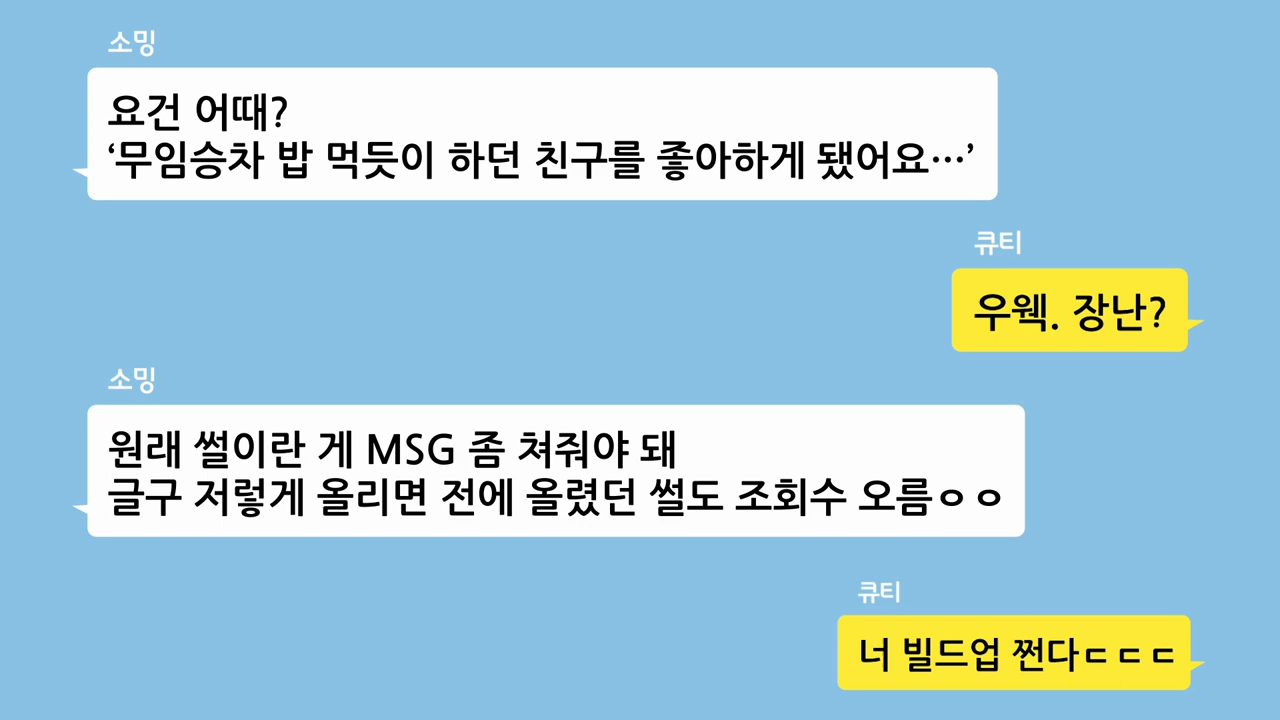 소밍
요건 어때?
‘무임승차 밥 먹듯이 하던 친구를 좋아하게 됐어요…’
큐티
우웩. 장난?
소밍
원래 썰이란 게 MSG 좀 쳐줘야 돼
글구 저렇게 올리면 전에 올렸던 썰도 조회수 오름ㅇㅇ
큐티
너 빌드업 쩐다ㄷㄷㄷ